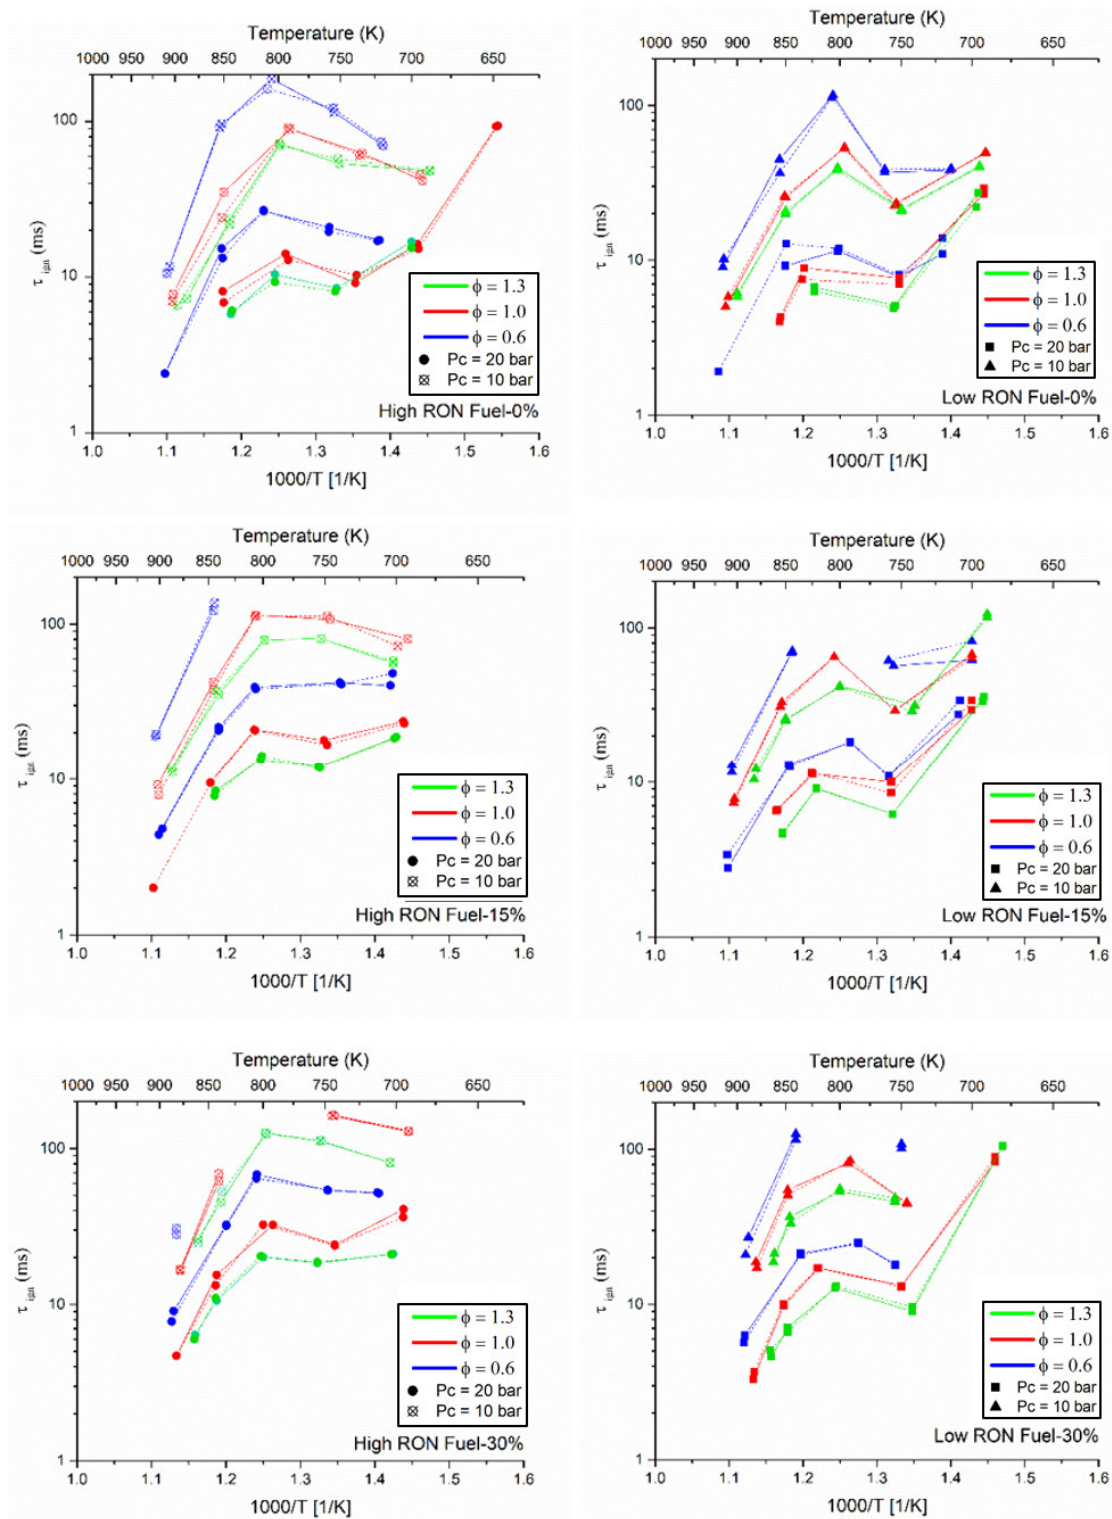 Temperature (K)
1000 950 900 850 800 750 700 650
τ ign (ms)
100
10
1
ϕ = 1.3
ϕ = 1.0
ϕ = 0.6
Pc = 20 bar
Pc = 10 bar
High RON Fuel-0%
1.0 1.1 1.2 1.3 1.4 1.5 1.6
1000/T [1/K]
Temperature (K)
1000 950 900 850 800 750 700 650
τ ign (ms)
100
10
1
ϕ = 1.3
ϕ = 1.0
ϕ = 0.6
Pc = 20 bar
Pc = 10 bar
Low RON Fuel-0%
1.0 1.1 1.2 1.3 1.4 1.5 1.6
1000/T [1/K]
Temperature (K)
1000 950 900 850 800 750 700 650
τ ign (ms)
100
10
1
ϕ = 1.3
ϕ = 1.0
ϕ = 0.6
Pc = 20 bar
Pc = 10 bar
High RON Fuel-15%
1.0 1.1 1.2 1.3 1.4 1.5 1.6
1000/T [1/K]
Temperature (K)
1000 950 900 850 800 750 700 650
τ ign (ms)
100
10
1
ϕ = 1.3
ϕ = 1.0
ϕ = 0.6
Pc = 20 bar
Pc = 10 bar
Low RON Fuel-15%
1.0 1.1 1.2 1.3 1.4 1.5 1.6
1000/T [1/K]
Temperature (K)
1000 950 900 850 800 750 700 650
τ ign (ms)
100
10
1
ϕ = 1.3
ϕ = 1.0
ϕ = 0.6
Pc = 20 bar
Pc = 10 bar
High RON Fuel-30%
1.0 1.1 1.2 1.3 1.4 1.5 1.6
1000/T [1/K]
Temperature (K)
1000 950 900 850 800 750 700 650
τ ign (ms)
100
10
1
ϕ = 1.3
ϕ = 1.0
ϕ = 0.6
Pc = 20 bar
Pc = 10 bar
Low RON Fuel-30%
1.0 1.1 1.2 1.3 1.4 1.5 1.6
1000/T [1/K]